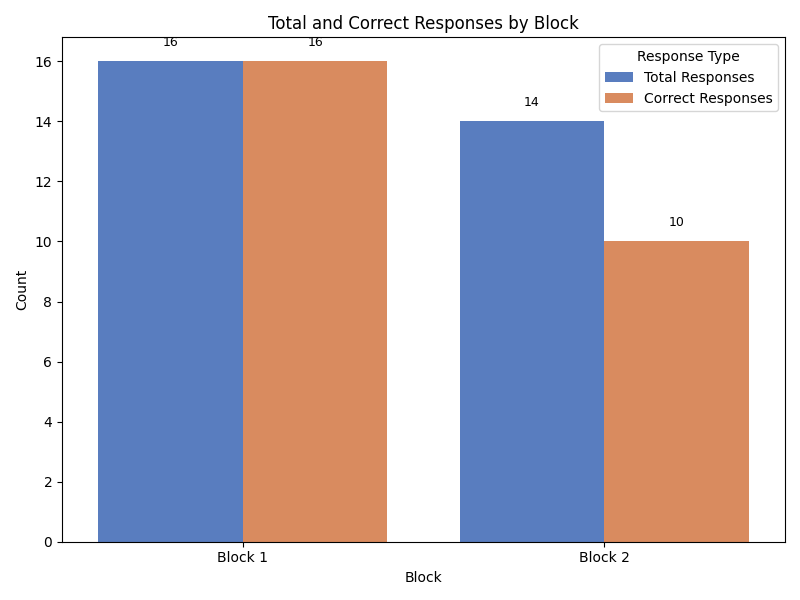 Total and Correct Responses by Block
16
16
14
10
Response Type
Total Responses
Correct Responses
16
14
12
10
8
6
4
2
0
Count
Block 1
Block 2
Block